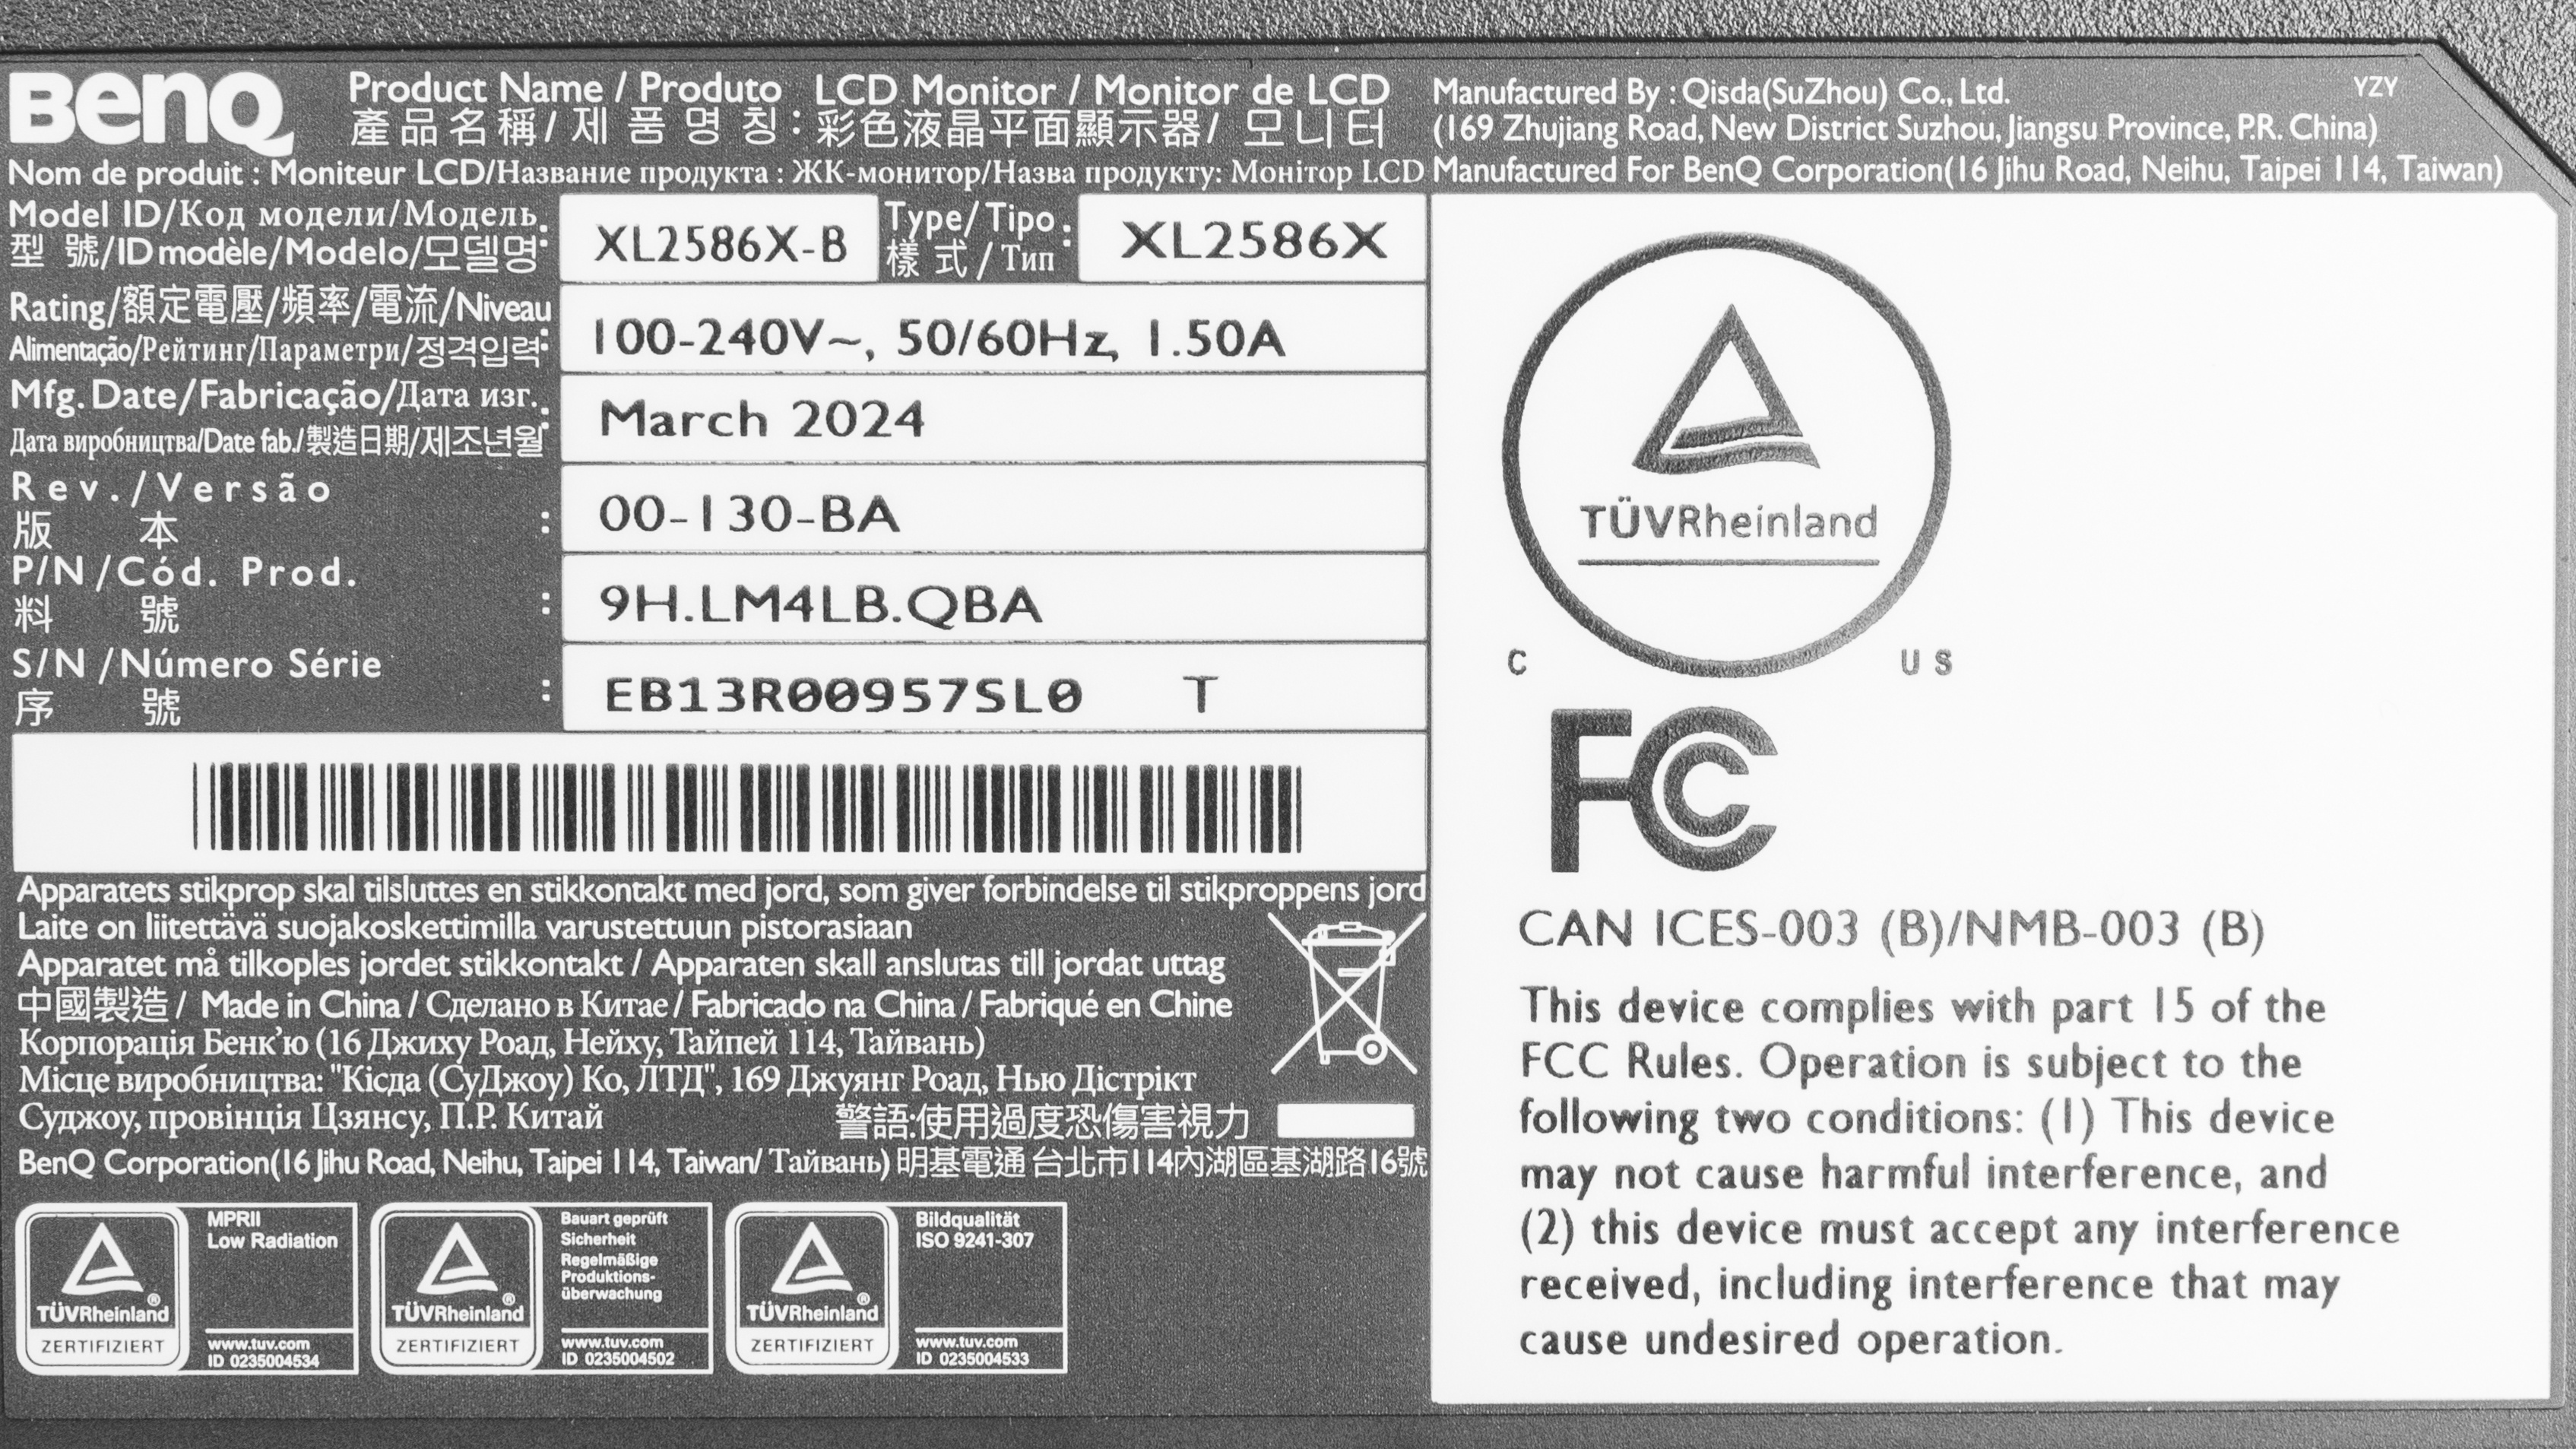 BenQ
Product Name / Produto LCD Monitor / Monitor de LCD
產品名稱/ 제 품 명 칭 : 彩色液晶平面顯示器/ 모니터
Nom de produit : Moniteur LCD/Название продукта : ЖК-монитор/Назва продукту: Монітор LCD
Manufactured By : Qisda(SuZhou) Co., Ltd. YZY
(169 Zhujiang Road, New District Suzhou, Jiangsu Province, P.R. China)
Manufactured For BenQ Corporation(16 Jihu Road, Neihu, Taipei 114, Taiwan)
Model ID/Код модели/Модель
型 號/ID modèle/Modelo/모델명 : XL2586X-B
Type/Tipo
樣 式/Тип : XL2586X
Rating/額定電壓/頻率/電流/Niveau
Alimentação/Рейтинг/Параметри/정격입력: 100-240V~, 50/60Hz, 1.50A
Mfg. Date/Fabricação/Дата изг.
Дата виробництва/Date fab./製造日期/제조년월 : March 2024
Rev./Versão
版 本 : 00-130-BA
P/N /Cód. Prod.
料 號 : 9H.LM4LB.QBA
S/N /Número Série
序 號 : EB13R00957SL0 T
Apparatets stikprop skal tilsluttes en stikkontakt med jord, som giver forbindelse til stikproppens jord
Laite on liitettävä suojakoskettimilla varustettuun pistorasiaan
Apparatet må tilkoples jordet stikkontakt / Apparaten skall anslutas till jordat uttag
中國製造 / Made in China / Сделано в Китае / Fabricado na China / Fabriqué en Chine
Корпорація Бенк'ю (16 Джиху Роад, Нейху, Тайпей 114, Тайвань)
Місце виробництва: "Кісда (СуДжоу) Ко, ЛТД", 169 Джуянг Роад, Нью Дістрікт
Суджоу, провінція Цзянсу, П.Р. Китай
警語:使用過度恐傷害視力
BenQ Corporation(16 Jihu Road, Neihu, Taipei 114, Taiwan/ Тайвань) 明基電通 台北市114內湖區基湖路16號
TÜVRheinland®
ZERTIFIZIERT
MPRII
Low Radiation
www.tuv.com
ID 0235004534
TÜVRheinland®
ZERTIFIZIERT
Bauart geprüft
Sicherheit
Regelmäßige
Produktions-
überwachung
www.tuv.com
ID 0235004502
TÜVRheinland®
ZERTIFIZIERT
Bildqualität
ISO 9241-307
www.tuv.com
ID 0235004533
TÜVRheinland
C US
FC
CAN ICES-003 (B)/NMB-003 (B)
This device complies with part 15 of the
FCC Rules. Operation is subject to the
following two conditions: (1) This device
may not cause harmful interference, and
(2) this device must accept any interference
received, including interference that may
cause undesired operation.